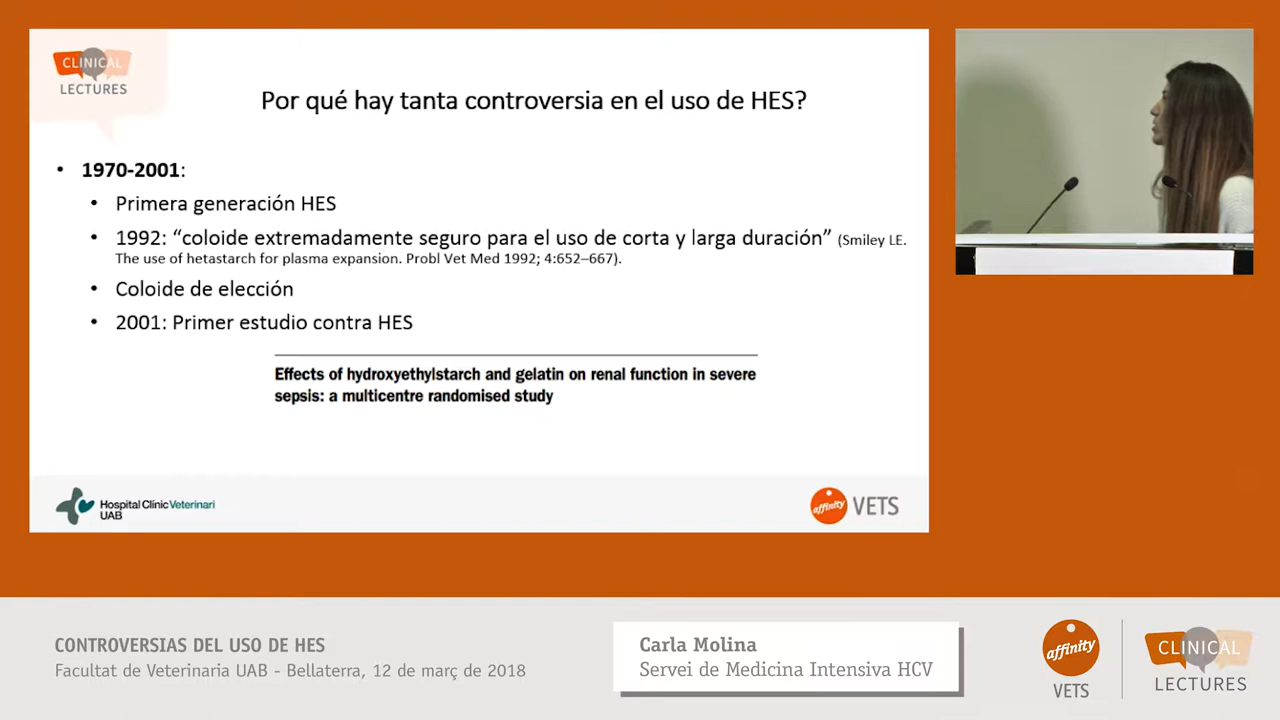 CLINICAL
LECTURES
Por qué hay tanta controversia en el uso de HES?
• 1970-2001:
• Primera generación HES
• 1992: “coloide extremadamente seguro para el uso de corta y larga duración” (Smiley LE.
The use of hetastarch for plasma expansion. Probl Vet Med 1992; 4:652–667).
• Coloide de elección
• 2001: Primer estudio contra HES
Effects of hydroxyethylstarch and gelatin on renal function in severe
sepsis: a multicentre randomised study
Hospital Clínic Veterinari
UAB
affinity VETS
CONTROVERSIAS DEL USO DE HES
Facultat de Veterinaria UAB - Bellaterra, 12 de març de 2018
Carla Molina
Servei de Medicina Intensiva HCV
affinity
VETS
CLINICAL
LECTURES